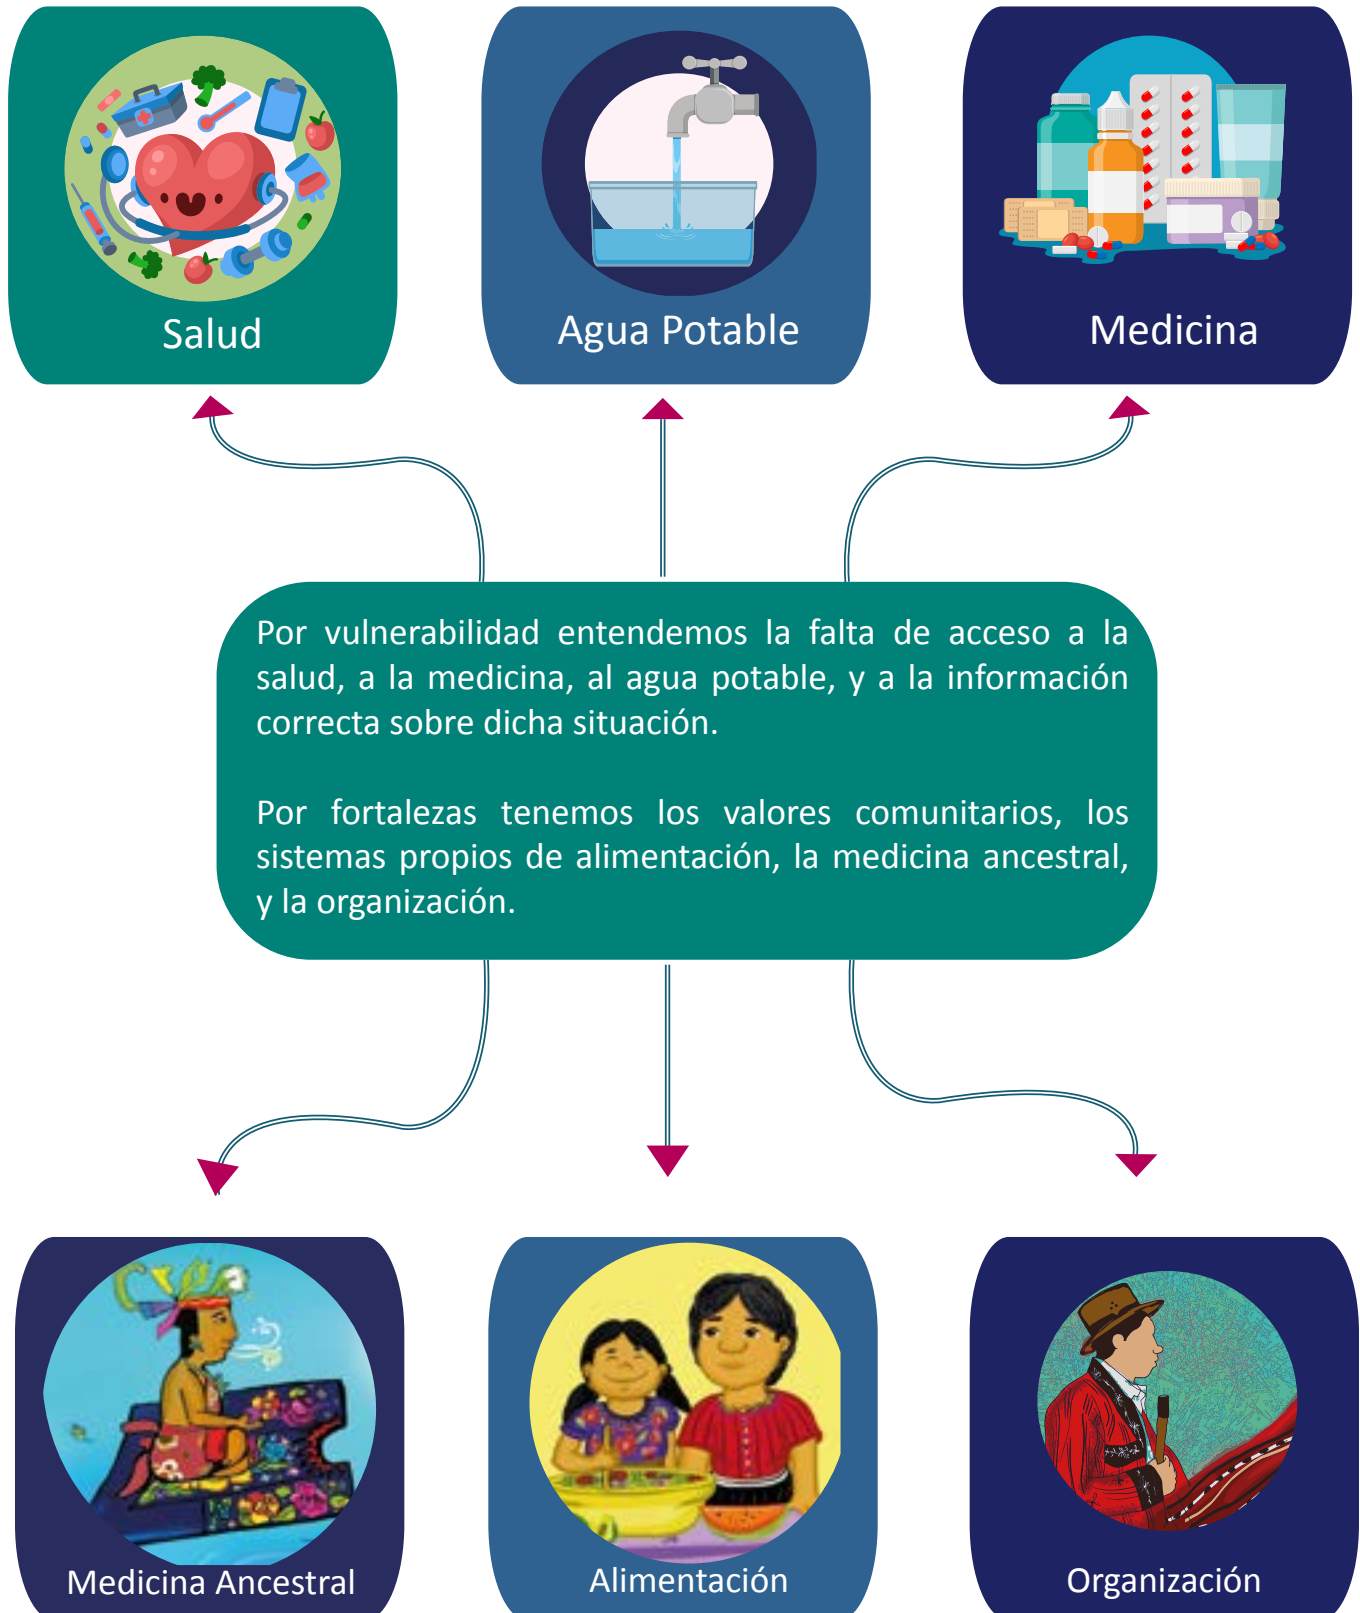 Salud
Agua Potable
Medicina
Por vulnerabilidad entendemos la falta de acceso a la
salud, a la medicina, al agua potable, y a la información
correcta sobre dicha situación.
Por fortalezas tenemos los valores comunitarios, los
sistemas propios de alimentación, la medicina ancestral,
y la organización.
Medicina Ancestral
Alimentación
Organización